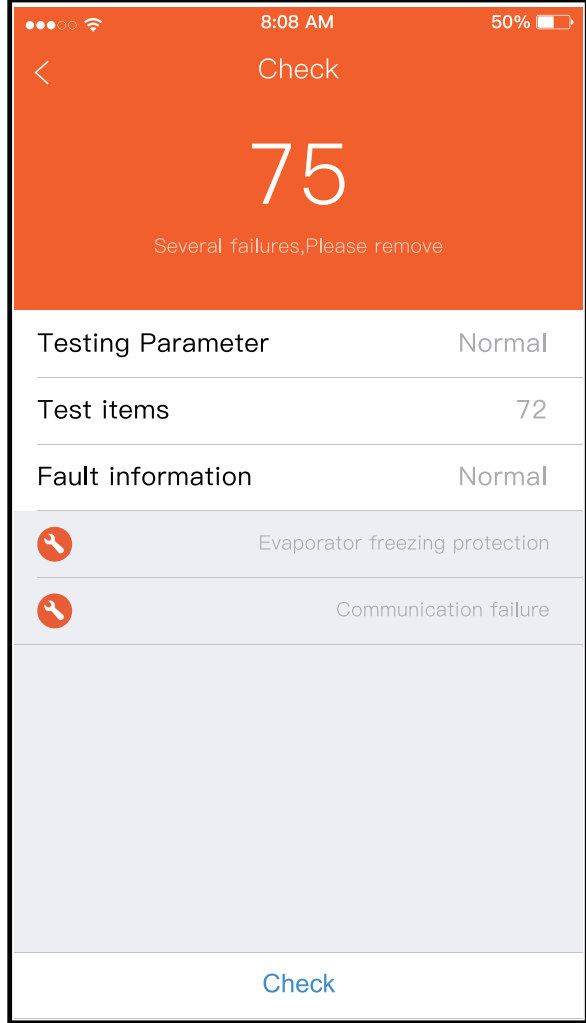 8:08 AM 50%
Check
75
Several failures,Please remove
Testing Parameter Normal
Test items 72
Fault information Normal
Evaporator freezing protection
Communication failure
Check